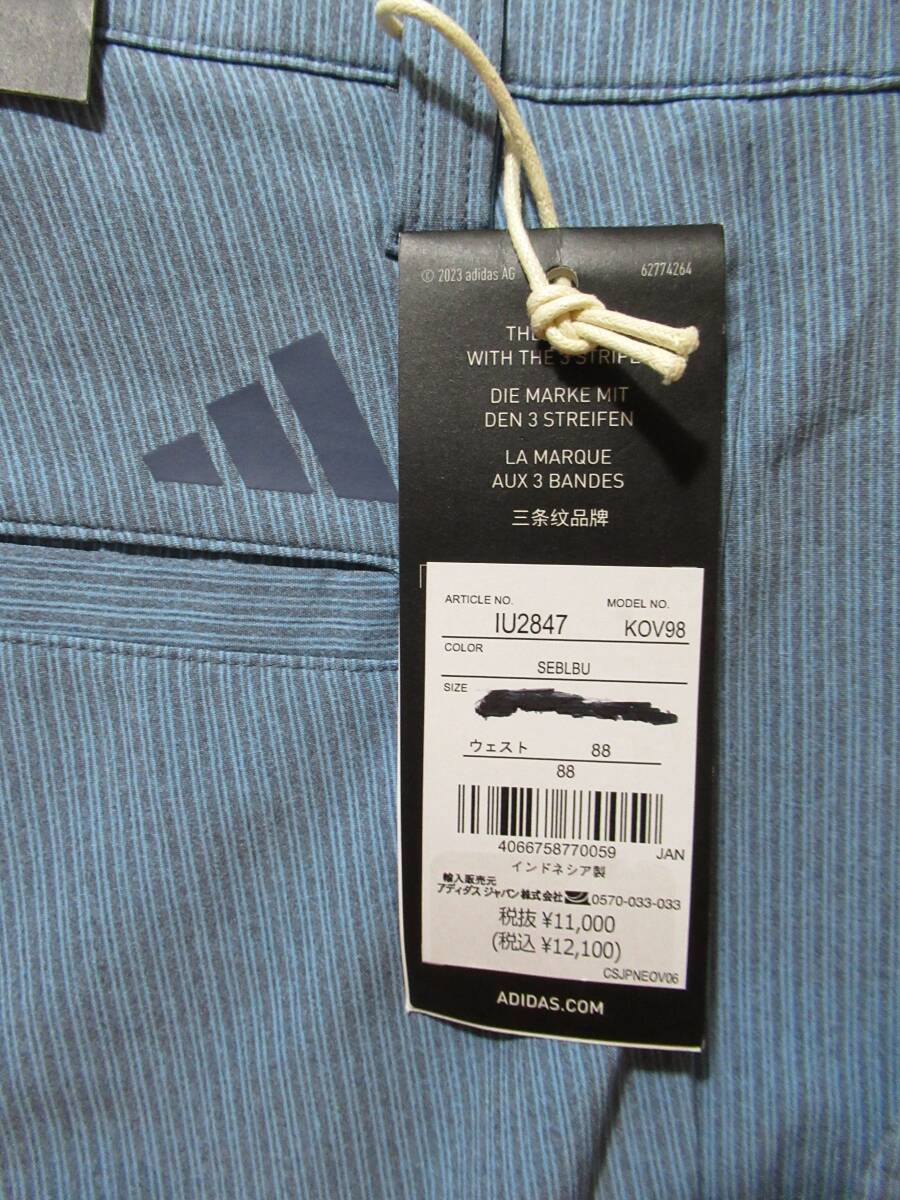 © 2023 adidas AG
62774264
WITH THE 3
DIE MARKE MIT
DEN 3 STREIFEN
LA MARQUE
AUX 3 BANDES
三条纹品牌
ARTICLE NO.
MODEL NO.
IU2847
KOV98
COLOR
SEBLBU
SIZE
ウェスト 88
88
4066758770059 JAN
インドネシア製
輸入販売元
アディダス ジャパン株式会社 0570-033-033
税抜 ¥11,000
(税込 ¥12,100)
CSJPNEOV06
ADIDAS.COM